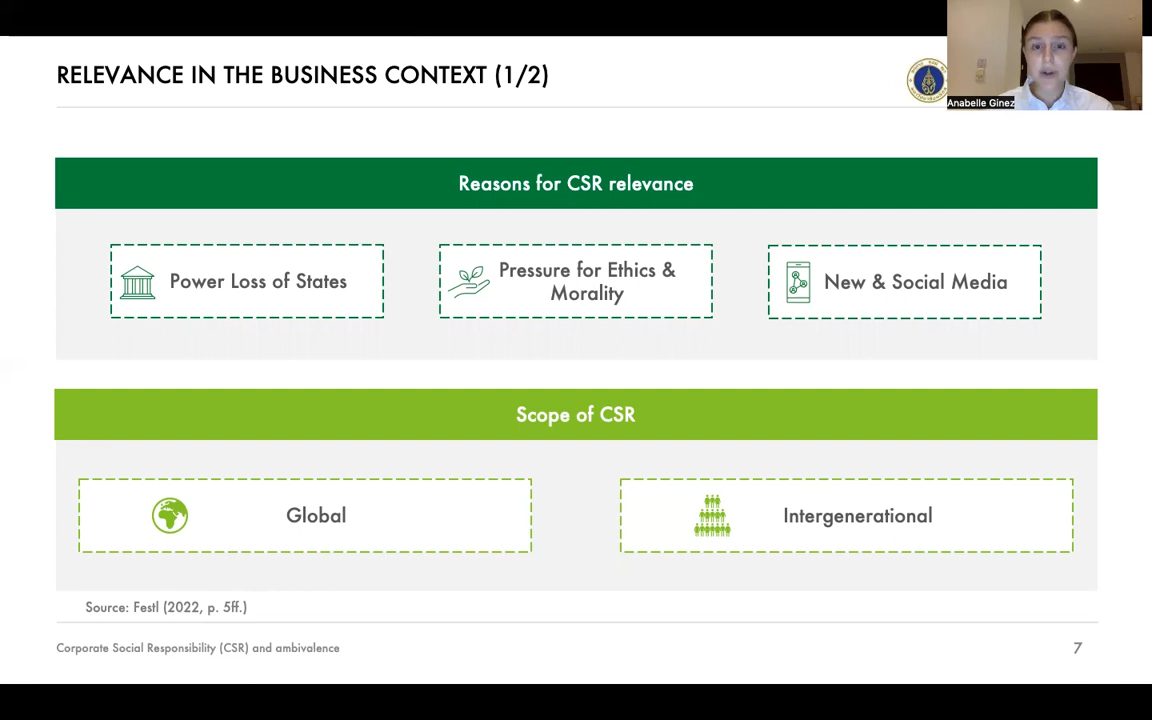 RELEVANCE IN THE BUSINESS CONTEXT (1/2)
Anabelle Ginez
Reasons for CSR relevance
Power Loss of States
Pressure for Ethics &
Morality
New & Social Media
Scope of CSR
Global
Intergenerational
Source: Festl (2022, p. 5ff.)
Corporate Social Responsibility (CSR) and ambivalence
7